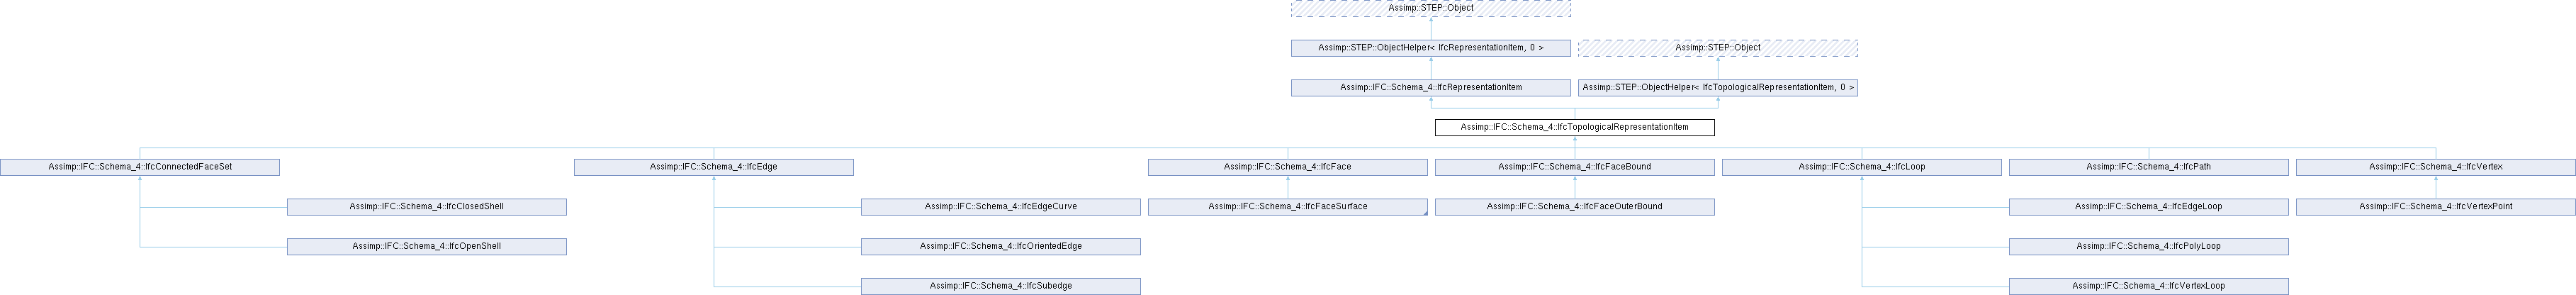 Assimp::STEP::Object
Assimp::STEP::ObjectHelper< IfcRepresentationItem, 0 >
Assimp::STEP::Object
Assimp::IFC::Schema_4::IfcRepresentationItem
Assimp::STEP::ObjectHelper< IfcTopologicalRepresentationItem, 0 >
Assimp::IFC::Schema_4::IfcTopologicalRepresentationItem
Assimp::IFC::Schema_4::IfcConnectedFaceSet
Assimp::IFC::Schema_4::IfcEdge
Assimp::IFC::Schema_4::IfcFace
Assimp::IFC::Schema_4::IfcFaceBound
Assimp::IFC::Schema_4::IfcLoop
Assimp::IFC::Schema_4::IfcPath
Assimp::IFC::Schema_4::IfcVertex
Assimp::IFC::Schema_4::IfcClosedShell
Assimp::IFC::Schema_4::IfcEdgeCurve
Assimp::IFC::Schema_4::IfcFaceSurface
Assimp::IFC::Schema_4::IfcFaceOuterBound
Assimp::IFC::Schema_4::IfcEdgeLoop
Assimp::IFC::Schema_4::IfcVertexPoint
Assimp::IFC::Schema_4::IfcOpenShell
Assimp::IFC::Schema_4::IfcOrientedEdge
Assimp::IFC::Schema_4::IfcPolyLoop
Assimp::IFC::Schema_4::IfcSubedge
Assimp::IFC::Schema_4::IfcVertexLoop